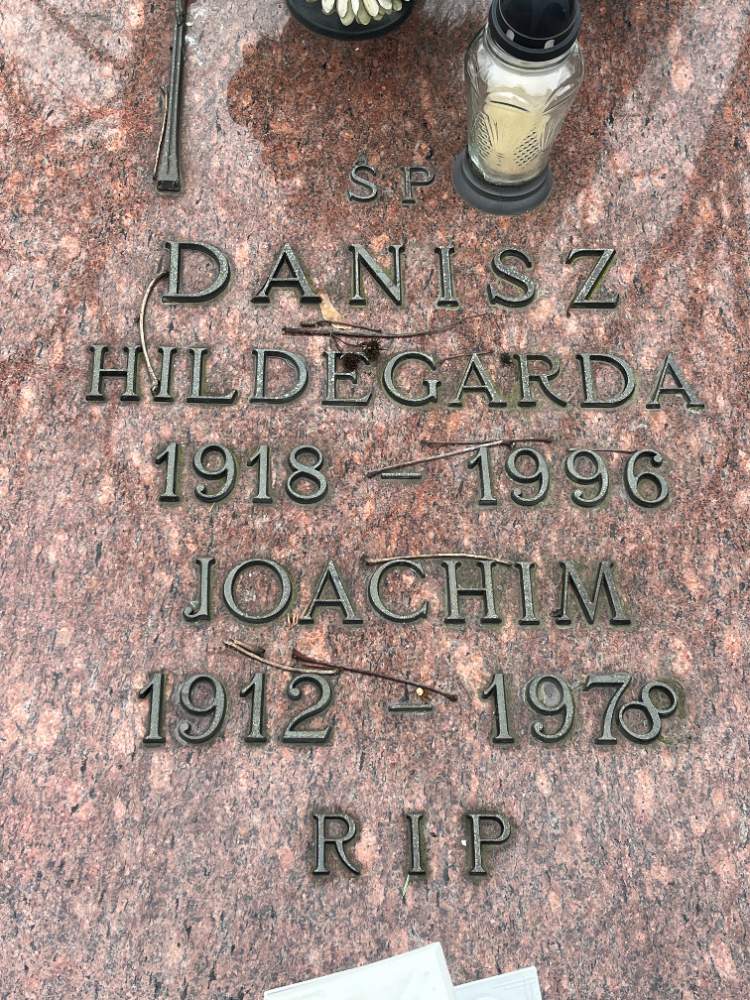 ŚP
DANISZ
HILDEGARDA
1918 - 1996
JOACHIM
1912 - 1978
RIP